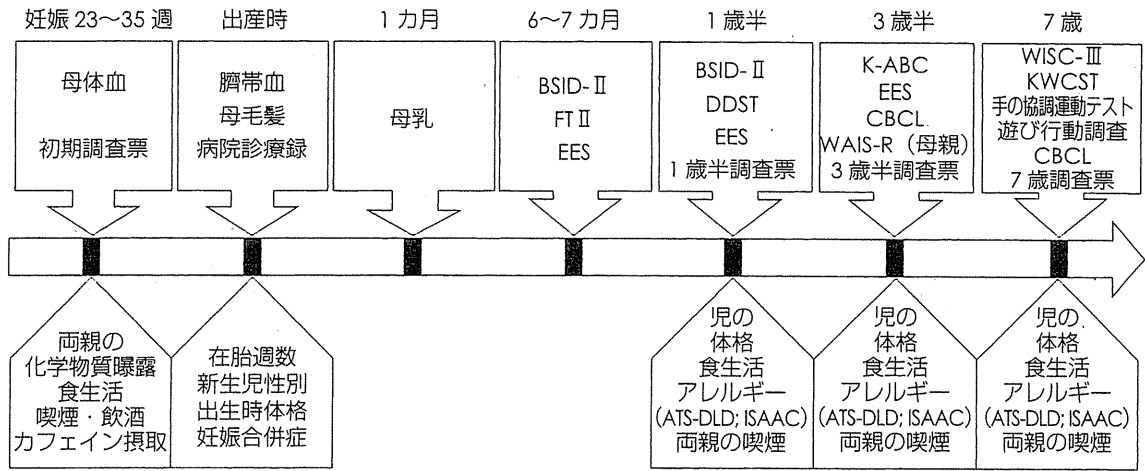 妊娠23～35週
出産時
1カ月
6～7カ月
1歳半
3歳半
7歳
母体血
初期調査票
臍帯血
母毛髪
病院診療録
母乳
BSID-Ⅱ
FTⅡ
EES
BSID-Ⅱ
DDST
EES
1歳半調査票
K-ABC
EES
CBCL
WAIS-R（母親）
3歳半調査票
WISC-Ⅲ
KWCST
手の協調運動テスト
遊び行動調査
CBCL
7歳調査票
両親の
化学物質曝露
食生活
喫煙・飲酒
カフェイン摂取
在胎週数
新生児性別
出生時体格
妊娠合併症
児の
体格
食生活
アレルギー
(ATS-DLD; ISAAC)
両親の喫煙
児の
体格
食生活
アレルギー
(ATS-DLD; ISAAC)
両親の喫煙
児の
体格
食生活
アレルギー
(ATS-DLD; ISAAC)
両親の喫煙